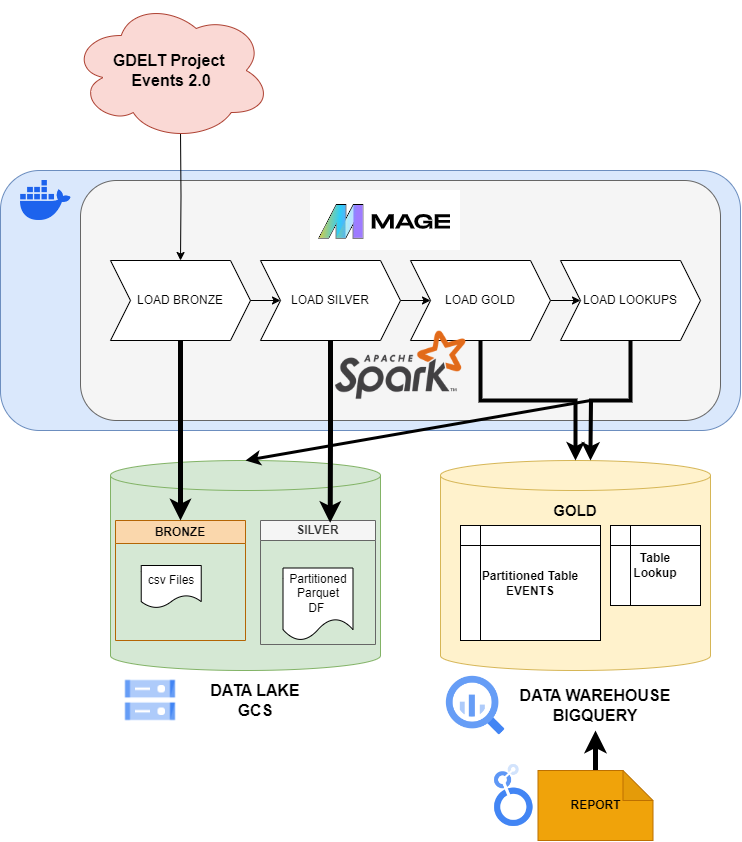 GDELT Project
Events 2.0
MAGE
LOAD BRONZE
LOAD SILVER
LOAD GOLD
LOAD LOOKUPS
APACHE
Spark™
BRONZE
csv Files
SILVER
Partitioned
Parquet
DF
GOLD
Partitioned Table
EVENTS
Table
Lookup
DATA LAKE
GCS
DATA WAREHOUSE
BIGQUERY
REPORT